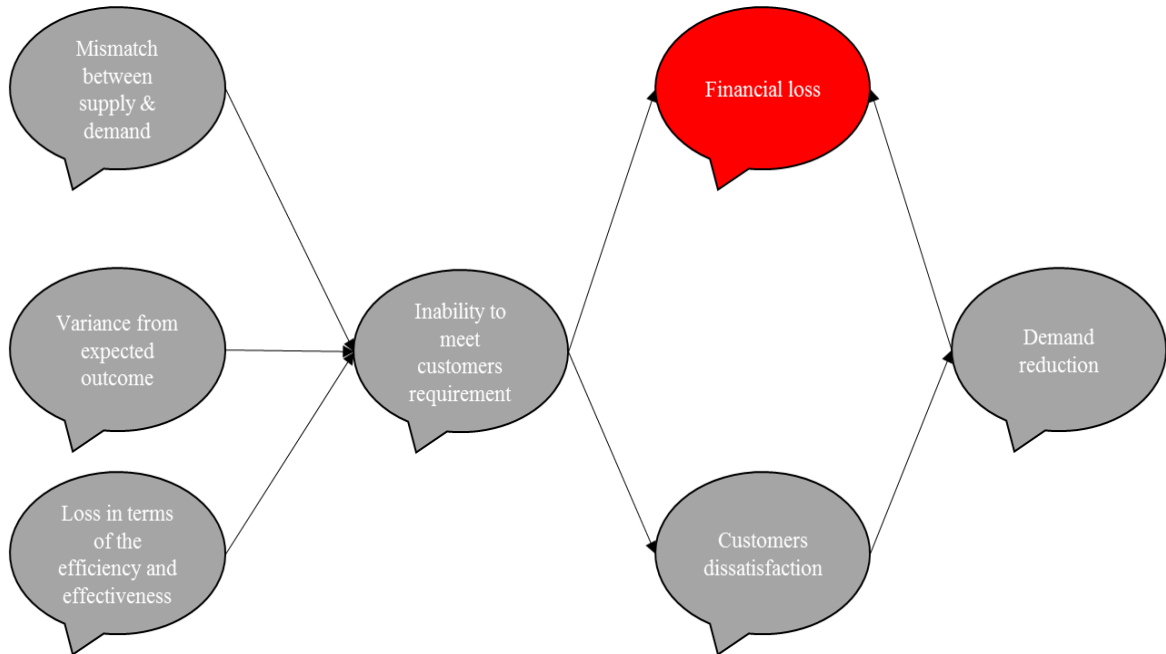 Mismatch
between
supply &
demand
Financial loss
Variance from
expected
outcome
Inability to
meet
customers
requirement
Demand
reduction
Loss in terms
of the
efficiency and
effectiveness
Customers
dissatisfaction